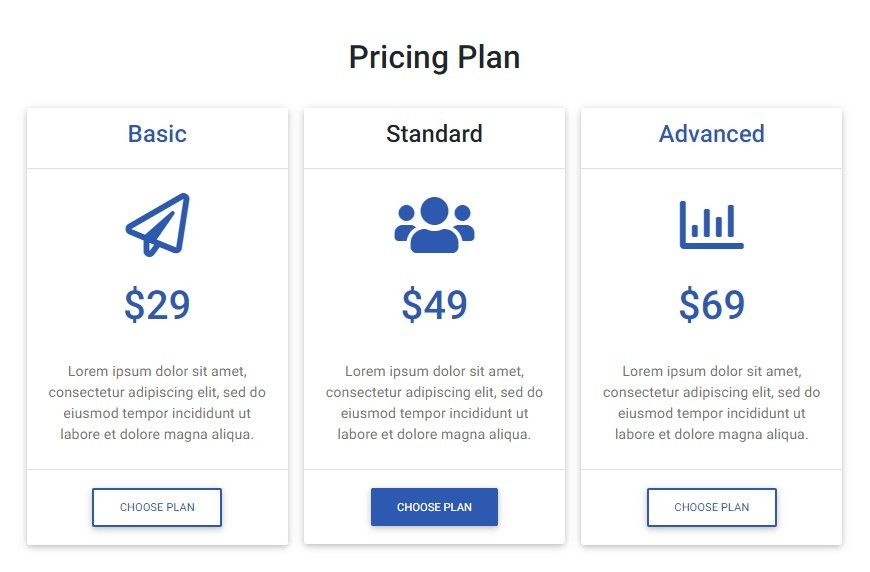 Pricing Plan
Basic
$29
Lorem ipsum dolor sit amet,
consectetur adipiscing elit, sed do
eiusmod tempor incididunt ut
labore et dolore magna aliqua.
CHOOSE PLAN
Standard
$49
Lorem ipsum dolor sit amet,
consectetur adipiscing elit, sed do
eiusmod tempor incididunt ut
labore et dolore magna aliqua.
CHOOSE PLAN
Advanced
$69
Lorem ipsum dolor sit amet,
consectetur adipiscing elit, sed do
eiusmod tempor incididunt ut
labore et dolore magna aliqua.
CHOOSE PLAN